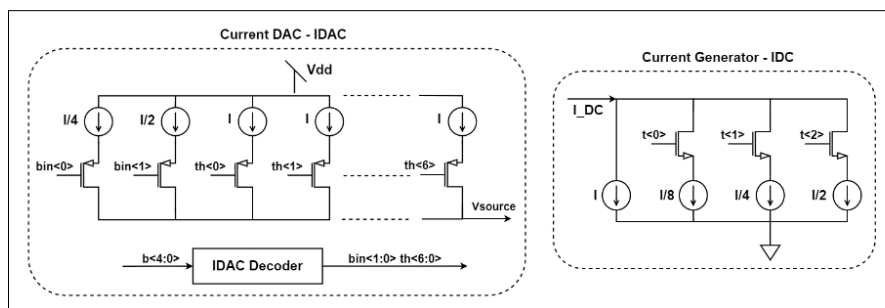 Current DAC - IDAC
Vdd
I/4 I/2 I I I
bin<0> bin<1> th<0> th<1> th<6>
Vsource
b<4:0> IDAC Decoder bin<1:0> th<6:0>
Current Generator - IDC
I_DC
t<0> t<1> t<2>
I I/8 I/4 I/2